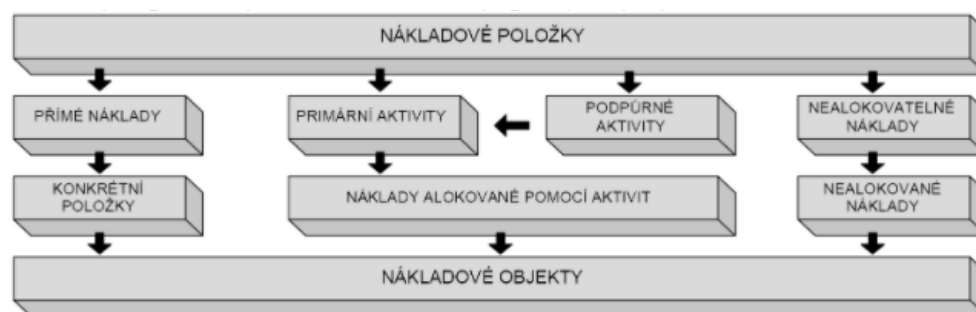 NÁKLADOVÉ POLOŽKY
PŘÍMÉ NÁKLADY
PRIMÁRNÍ AKTIVITY
PODPŮRNÉ
AKTIVITY
NEALOKOVATELNÉ
NÁKLADY
KONKRÉTNÍ
POLOŽKY
NÁKLADY ALOKOVANÉ POMOCÍ AKTIVIT
NEALOKOVANÉ
NÁKLADY
NÁKLADOVÉ OBJEKTY